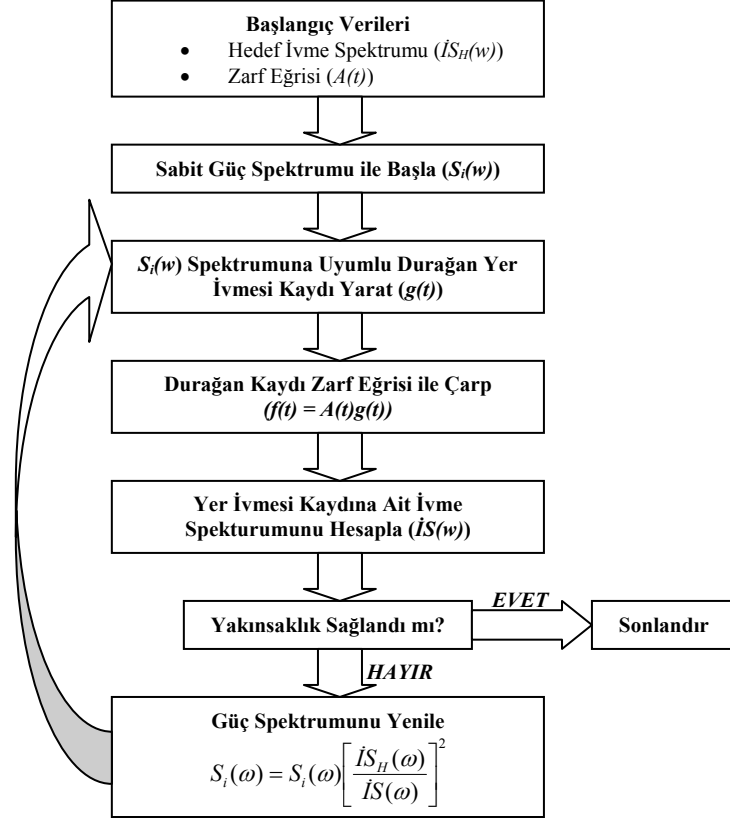 Başlangıç Verileri
• Hedef İvme Spektrumu (İS_H(w))
• Zarf Eğrisi (A(t))
Sabit Güç Spektrumu ile Başla (S_i(w))
S_i(w) Spektrumuna Uyumlu Durağan Yer
İvmesi Kaydı Yarat (g(t))
Durağan Kaydı Zarf Eğrisi ile Çarp
(f(t) = A(t)g(t))
Yer İvmesi Kaydına Ait İvme
Spekturumunu Hesapla (İS(w))
Yakınsaklık Sağlandı mı?
EVET
Sonlandır
HAYIR
Güç Spektrumunu Yenile
S_i(ω) = S_i(ω)[İS_H(ω)/İS(ω)]^2